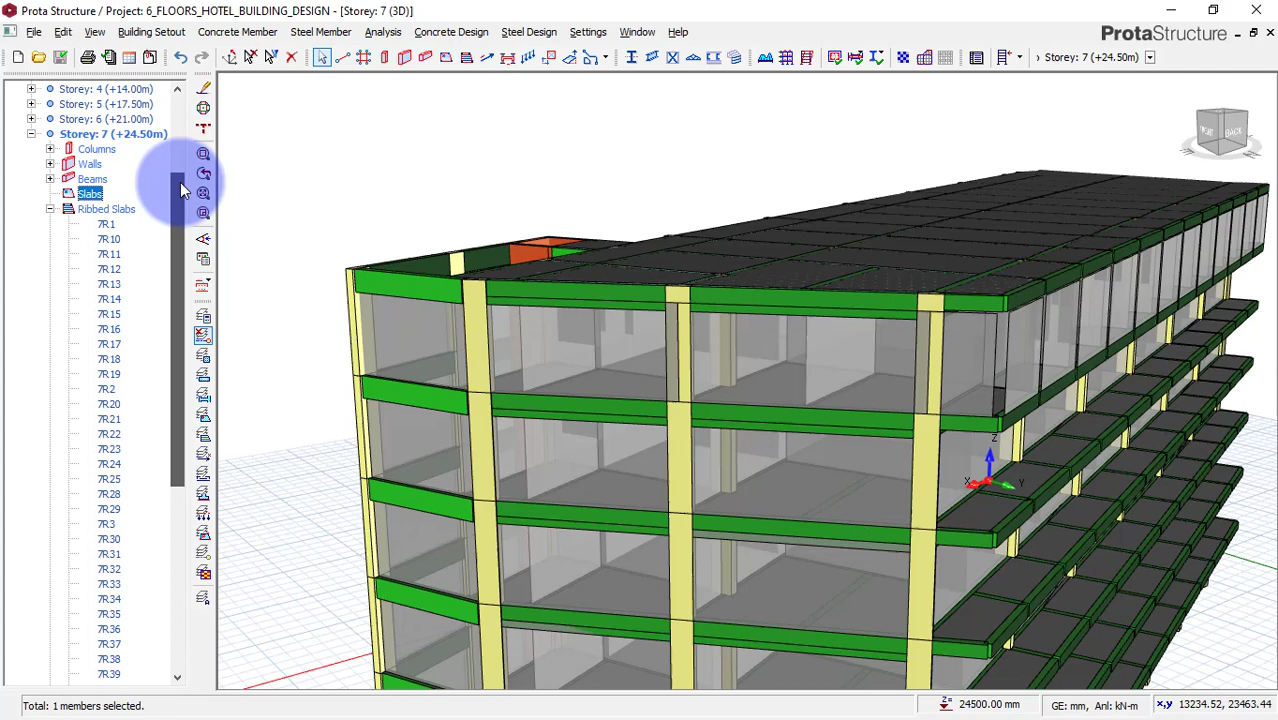 Prota Structure / Project: 6_FLOORS_HOTEL_BUILDING_DESIGN - [Storey: 7 (3D)]
File Edit View Building Setout Concrete Member Steel Member Analysis Concrete Design Steel Design Settings Window Help
ProtaStructure
Storey: 7 (+24.50m)
Storey: 4 (+14.00m)
Storey: 5 (+17.50m)
Storey: 6 (+21.00m)
Storey: 7 (+24.50m)
Columns
Walls
Beams
Slabs
Ribbed Slabs
7R1
7R10
7R11
7R12
7R13
7R14
7R15
7R16
7R17
7R18
7R19
7R2
7R20
7R21
7R22
7R23
7R24
7R25
7R28
7R29
7R3
7R30
7R31
7R32
7R33
7R34
7R35
7R36
7R37
7R38
7R39
FRONT BACK
Z
X Y
Total: 1 members selected.
Z= 24500.00 mm
GE: mm, Anl: kN-m
x,y 13234.52, 23463.44